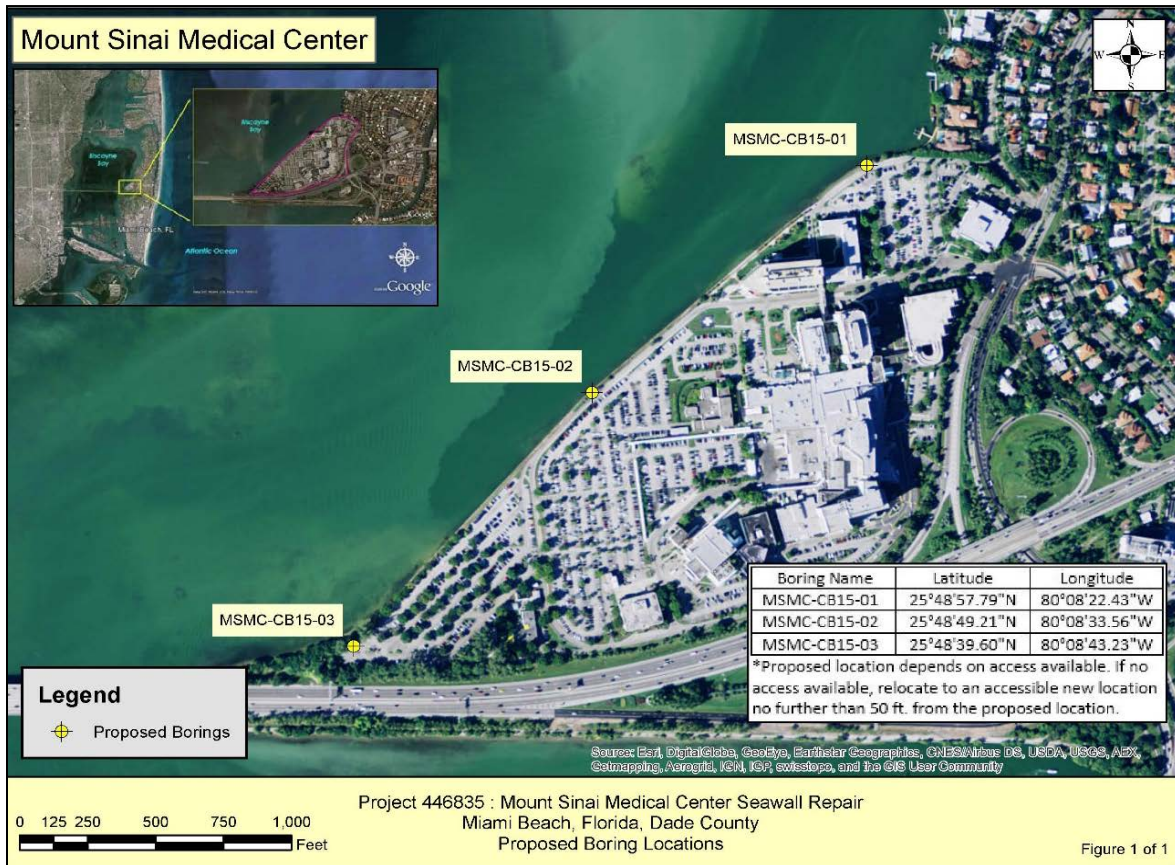 Mount Sinai Medical Center
N
W E
S
Biscayne
Bay
Biscayne
Bay
Miami Beach, FL
Atlantic Ocean
Google
N
MSMC-CB15-01
MSMC-CB15-02
MSMC-CB15-03
Legend
Proposed Borings
Boring Name Latitude Longitude
MSMC-CB15-01 25°48'57.79"N 80°08'22.43"W
MSMC-CB15-02 25°48'49.21"N 80°08'33.56"W
MSMC-CB15-03 25°48'39.60"N 80°08'43.23"W
*Proposed location depends on access available. If no
access available, relocate to an accessible new location
no further than 50 ft. from the proposed location.
Source: Esri, DigitalGlobe, GeoEye, Earthstar Geographics, CNES/Airbus DS, USDA, USGS, AEX,
Getmapping, Aerogrid, IGN, IGP, swisstopo, and the GIS User Community
0 125 250 500 750 1,000
Feet
Project 446835 : Mount Sinai Medical Center Seawall Repair
Miami Beach, Florida, Dade County
Proposed Boring Locations
Figure 1 of 1